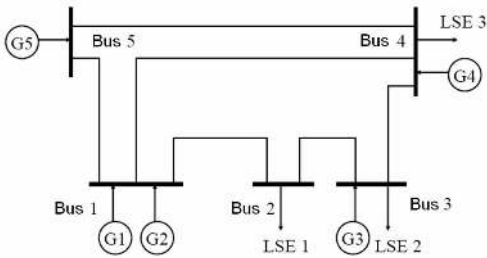 LSE 3
G5
Bus 5
Bus 4
G4
Bus 1
Bus 2
Bus 3
G1
G2
LSE 1
G3
LSE 2